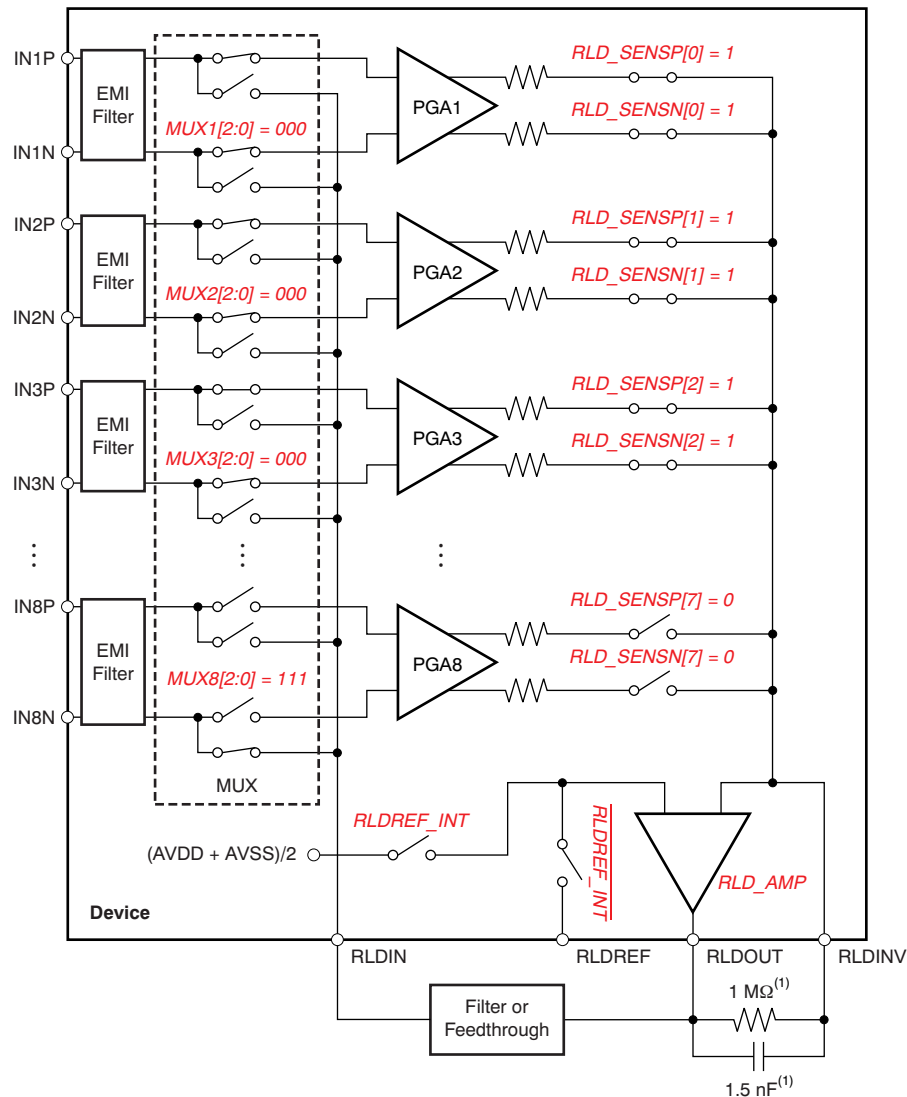 IN1P
EMI
Filter
IN1N
MUX1[2:0] = 000
PGA1
RLD_SENSP[0] = 1
RLD_SENSN[0] = 1
IN2P
EMI
Filter
IN2N
MUX2[2:0] = 000
PGA2
RLD_SENSP[1] = 1
RLD_SENSN[1] = 1
IN3P
EMI
Filter
IN3N
MUX3[2:0] = 000
PGA3
RLD_SENSP[2] = 1
RLD_SENSN[2] = 1
IN8P
EMI
Filter
IN8N
MUX8[2:0] = 111
PGA8
RLD_SENSP[7] = 0
RLD_SENSN[7] = 0
MUX
RLDREF_INT
(AVDD + AVSS)/2
RLDREF_INT
RLD_AMP
Device
RLDIN
RLDREF
RLDOUT
RLDINV
Filter or
Feedthrough
1 MΩ(1)
1.5 nF(1)